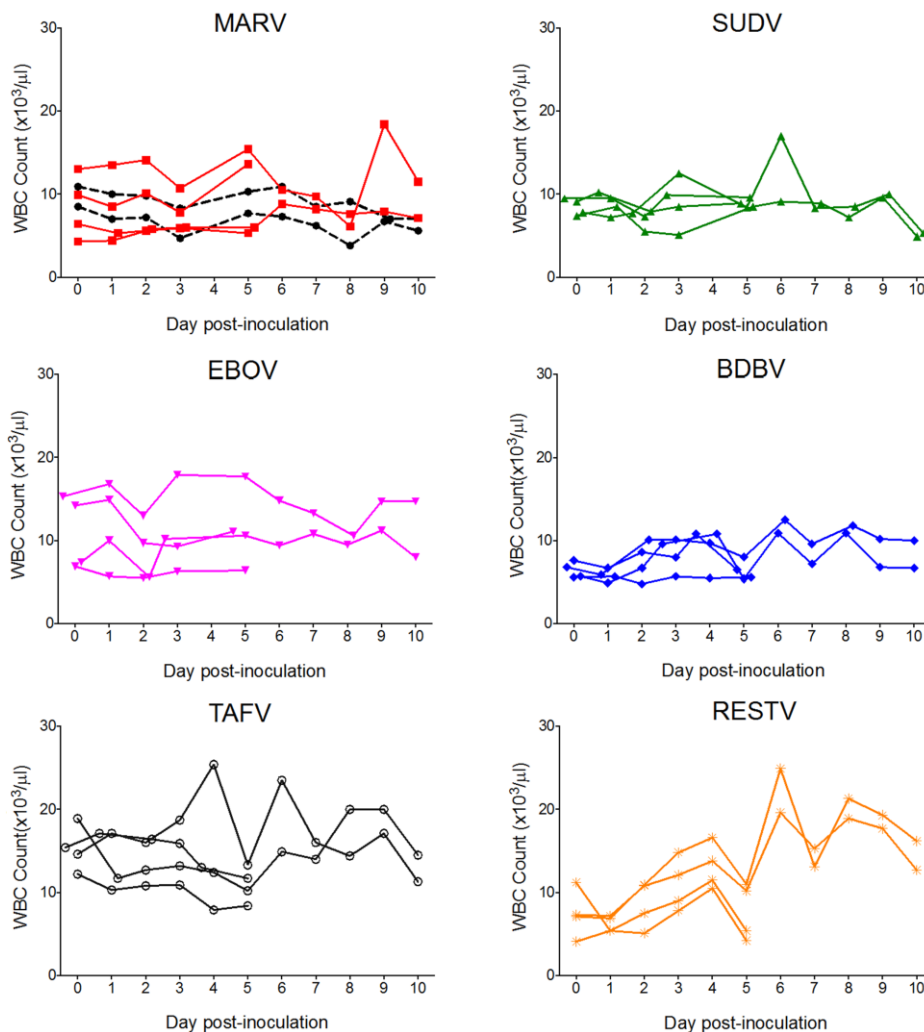 MARV
30
20
10
0
WBC Count (x10³/µl)
0 1 2 3 4 5 6 7 8 9 10
Day post-inoculation
SUDV
30
20
10
0
WBC Count (x10³/µl)
0 1 2 3 4 5 6 7 8 9 10
Day post-inoculation
EBOV
30
20
10
0
WBC Count (x10³/µl)
0 1 2 3 4 5 6 7 8 9 10
Day post-inoculation
BDBV
30
20
10
0
WBC Count(x10³/µl)
0 1 2 3 4 5 6 7 8 9 10
Day post-inoculation
TAFV
30
20
10
0
WBC Count(x10³/µl)
0 1 2 3 4 5 6 7 8 9 10
Day post-inoculation
RESTV
30
20
10
0
WBC Count (x10³/µl)
0 1 2 3 4 5 6 7 8 9 10
Day post-inoculation